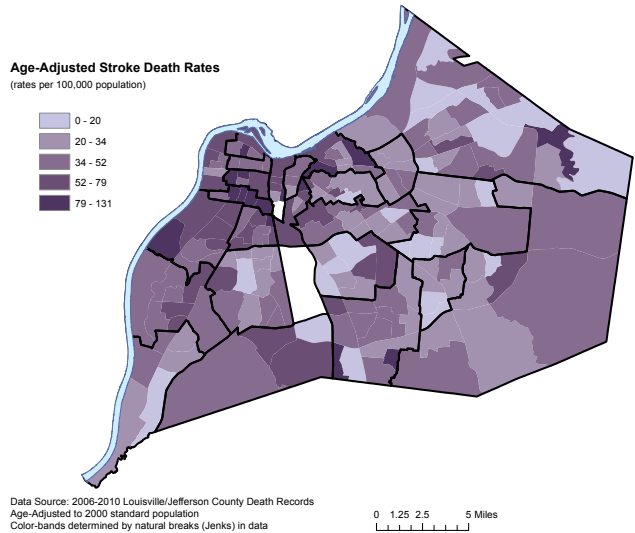 Age-Adjusted Stroke Death Rates
(rates per 100,000 population)
0 - 20
20 - 34
34 - 52
52 - 79
79 - 131
Data Source: 2006-2010 Louisville/Jefferson County Death Records
Age-Adjusted to 2000 standard population
Color-bands determined by natural breaks (Jenks) in data
0 1.25 2.5 5 Miles